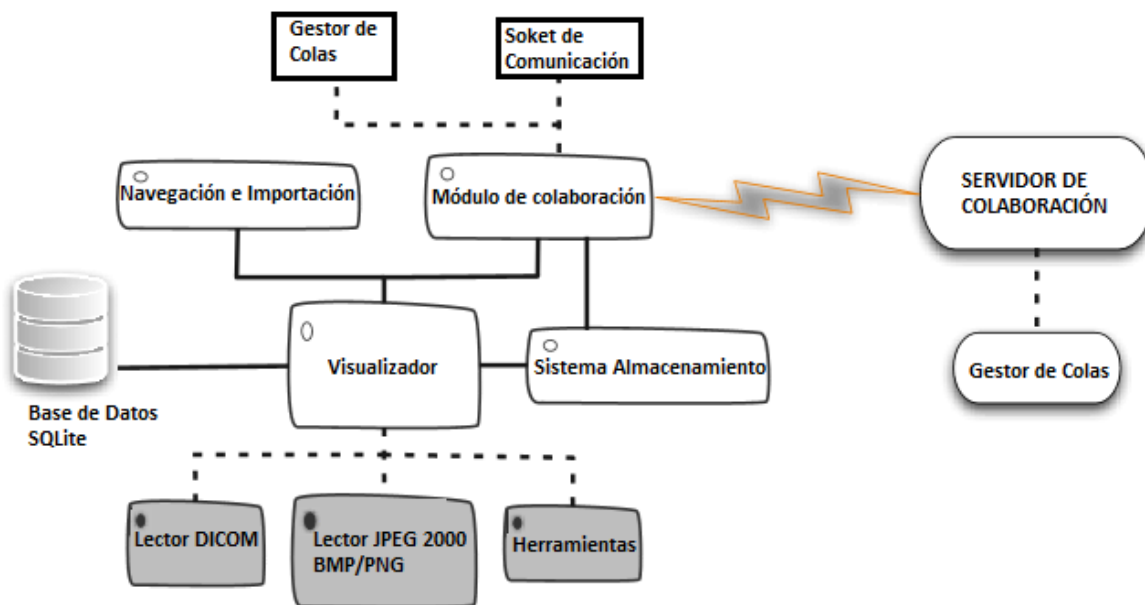 Gestor de
Colas
Soket de
Comunicación
Navegación e Importación
Módulo de colaboración
SERVIDOR DE
COLABORACIÓN
Visualizador
Sistema Almacenamiento
Gestor de Colas
Base de Datos
SQLite
Lector DICOM
Lector JPEG 2000
BMP/PNG
Herramientas